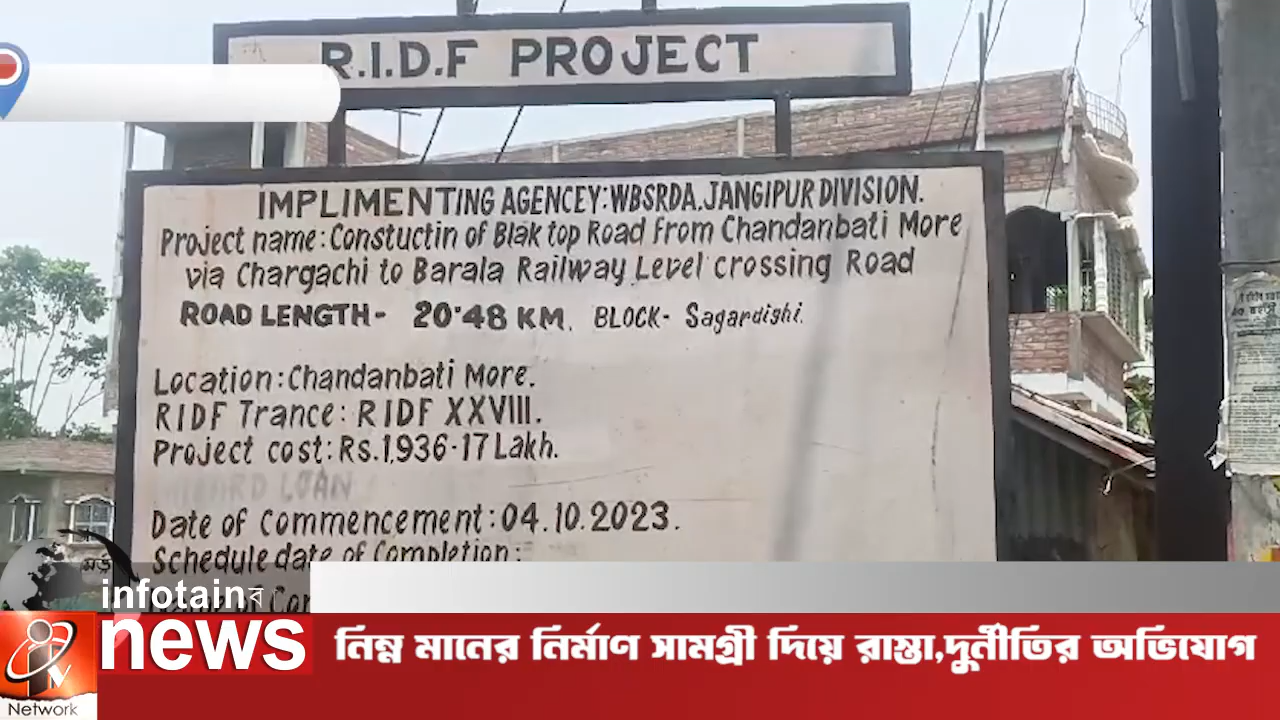 R.I.D.F PROJECT
IMPLIMENTING AGENCEY:WBSRDA.JANGIPUR DIVISION.
Project name:Constuctin of Blak top Road from Chandanbati More
via Chargachi to Barala Railway Level crossing Road
ROAD LENGTH- 20·48 KM. BLOCK- Sagardighi.
Location:Chandanbati More.
RIDF Trance: RIDF XXVIII.
Project cost:Rs.1,936-17 Lakh.
LOAN
Date of Commencement:04.10.2023.
Schedule date of Completion:
infotain
news
নিম্ন মানের নির্মাণ সামগ্রী দিয়ে রাস্তা,দুর্নীতির অভিযোগ
itv
Network